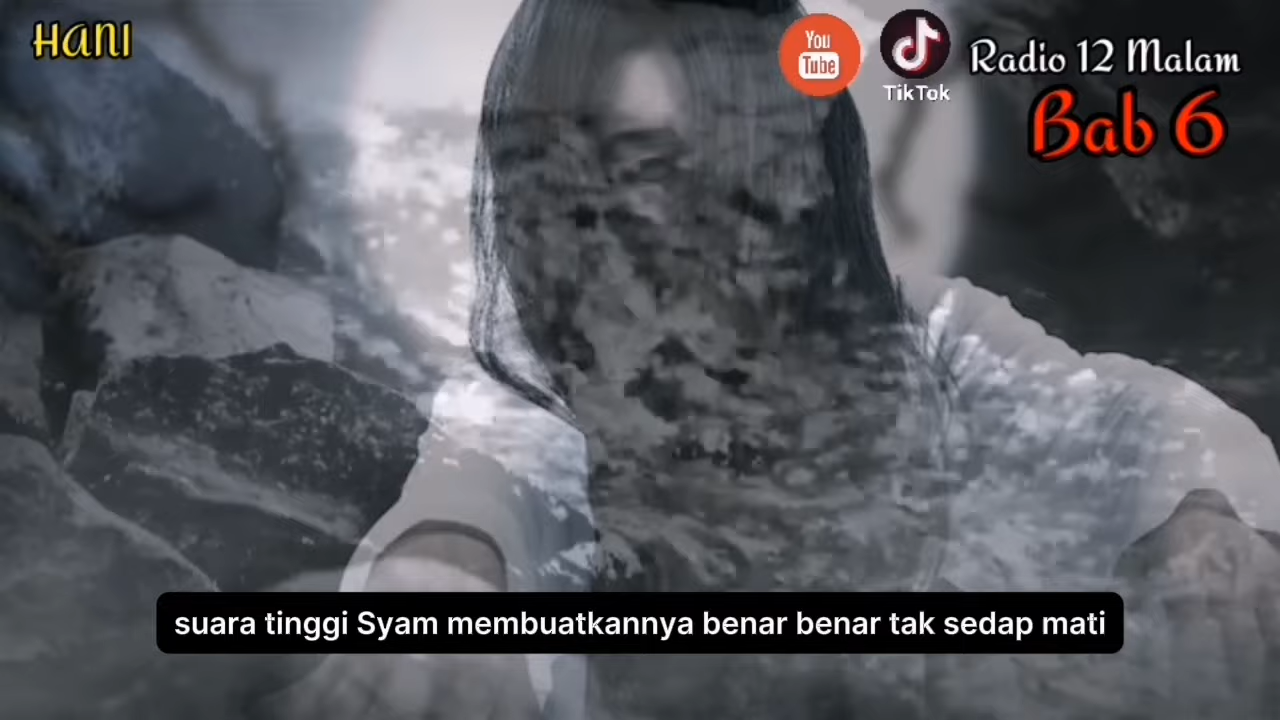 HANI
You
Tube
TikTok
Radio 12 Malam
Bab 6
suara tinggi Syam membuatkannya benar benar tak sedap mati